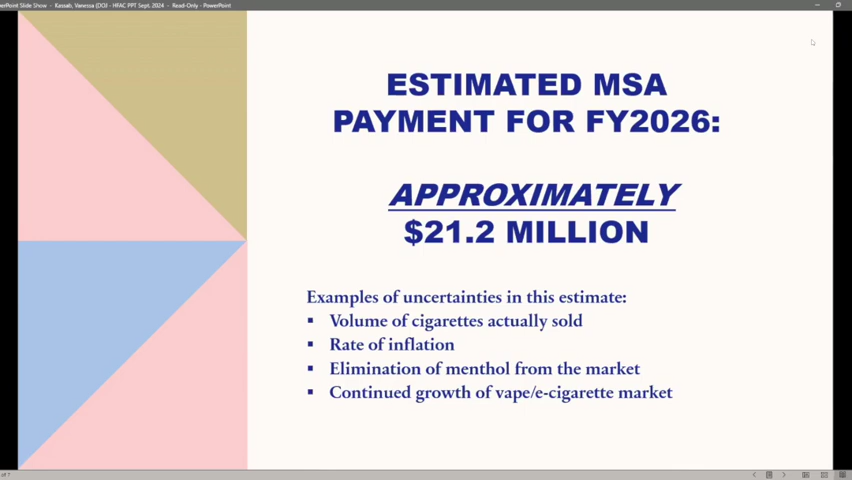 PowerPoint Slide Show - Kassab, Vanessa (DOJ) - HFAC PPT Sept. 2024 - Read-Only - PowerPoint
ESTIMATED MSA
PAYMENT FOR FY2026:
APPROXIMATELY
$21.2 MILLION
Examples of uncertainties in this estimate:
▪ Volume of cigarettes actually sold
▪ Rate of inflation
▪ Elimination of menthol from the market
▪ Continued growth of vape/e-cigarette market
of 7